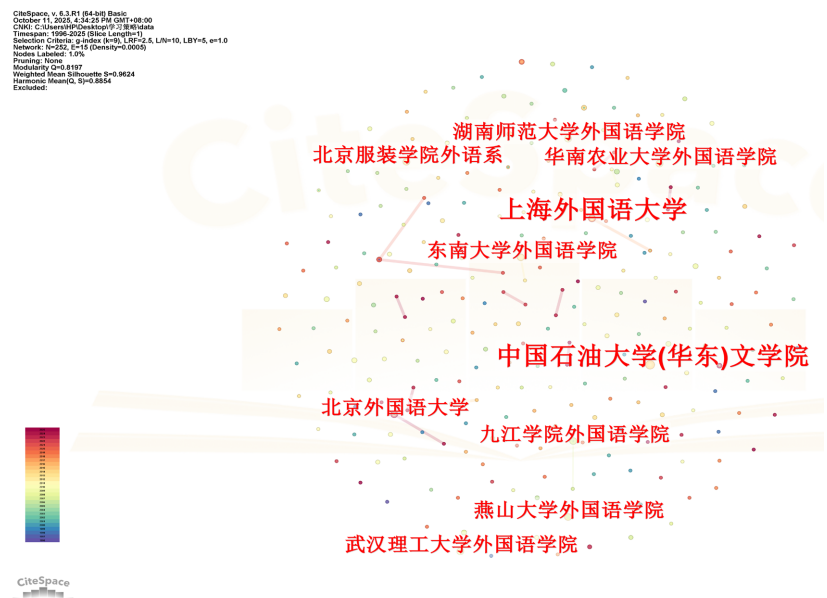 CiteSpace, v. 6.3.R1 (64-bit) Basic
October 11, 2025, 4:34:25 PM GMT+08:00
CNKI: C:\Users\HP\Desktop\学习策略\data
Timespan: 1996-2025 (Slice Length=1)
Selection Criteria: g-index (k=9), LRF=2.5, L/N=10, LBY=5, e=1.0
Network: N=252, E=15 (Density=0.0005)
Nodes Labeled: 1.0%
Pruning: None
Modularity Q=0.8197
Weighted Mean Silhouette S=0.9624
Harmonic Mean(Q, S)=0.8854
Excluded:
CiteSpace
湖南师范大学外国语学院
北京服装学院外语系
华南农业大学外国语学院
上海外国语大学
东南大学外国语学院
中国石油大学(华东)文学院
北京外国语大学
九江学院外国语学院
燕山大学外国语学院
武汉理工大学外国语学院
CiteSpace